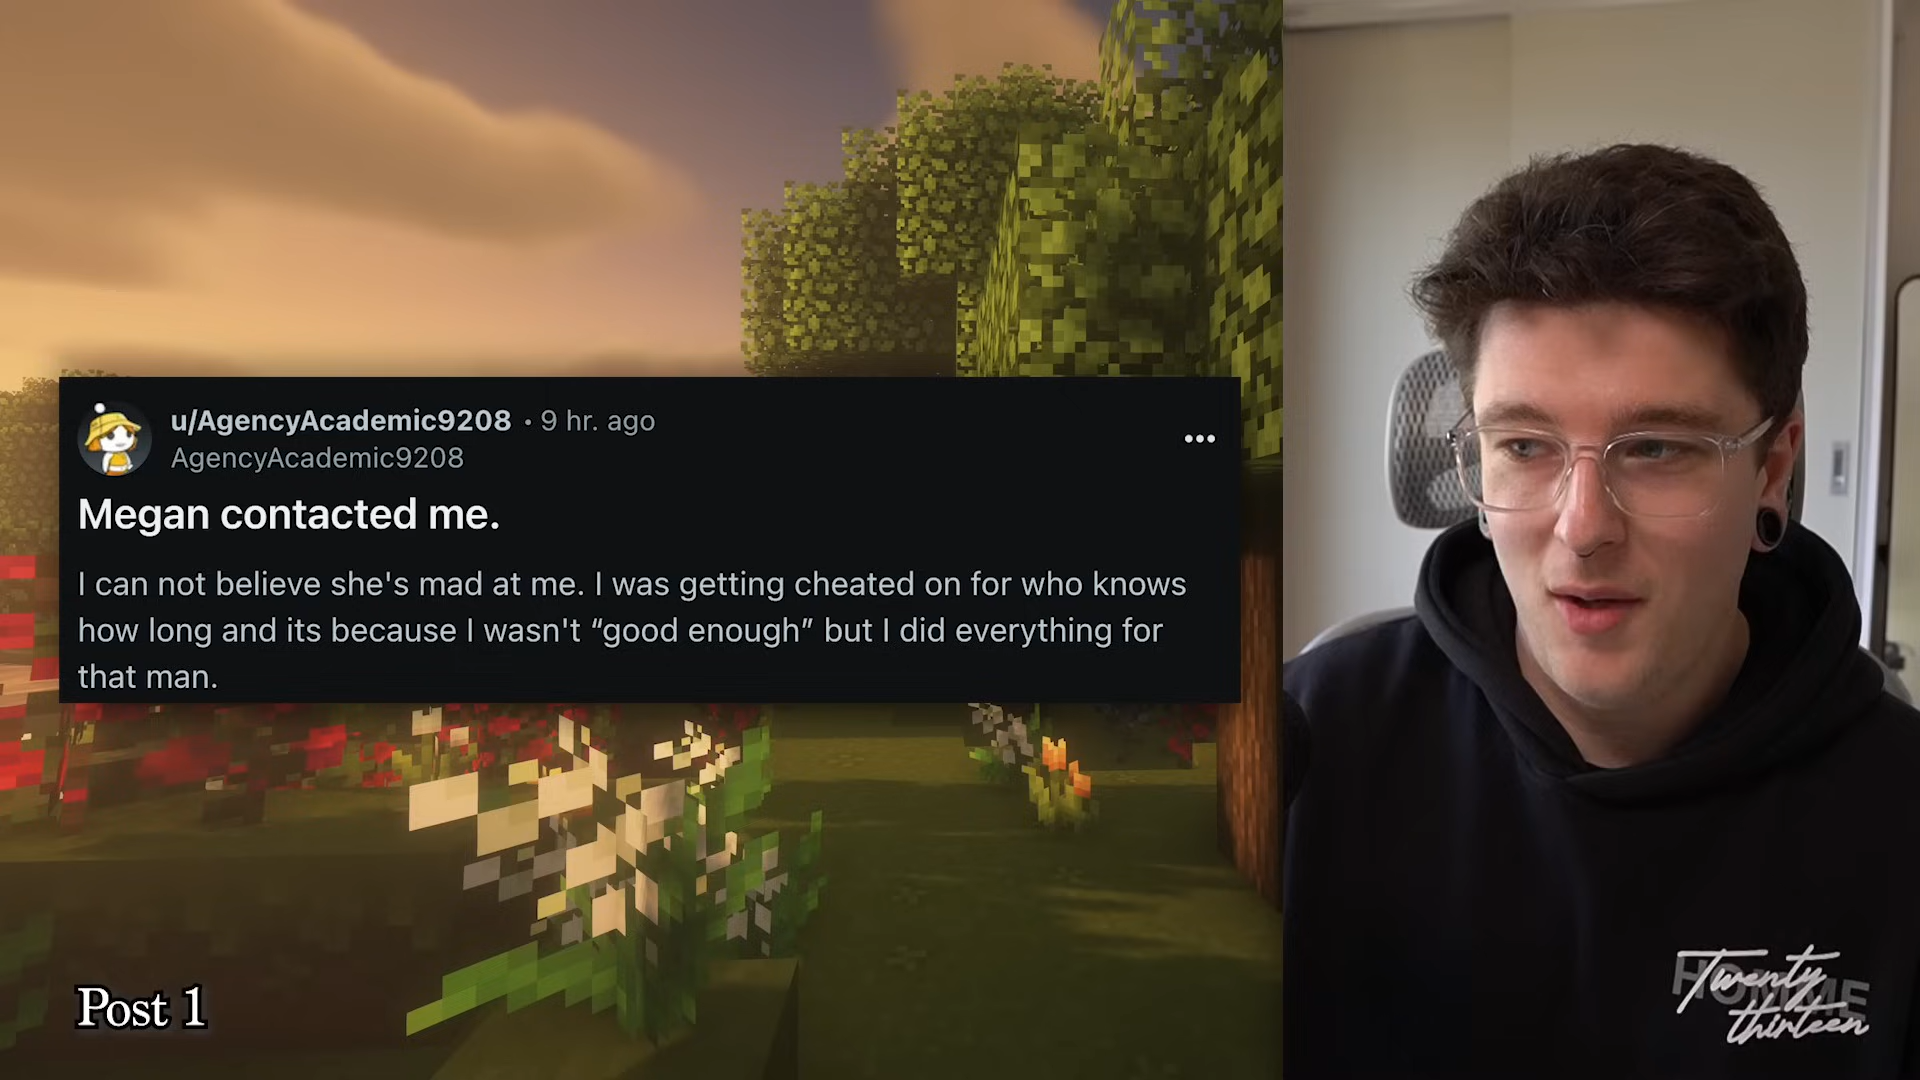 u/AgencyAcademic9208 • 9 hr. ago
AgencyAcademic9208
Megan contacted me.
I can not believe she's mad at me. I was getting cheated on for who knows
how long and its because I wasn't “good enough” but I did everything for
that man.
Post 1
HOMME
Twenty
thirteen